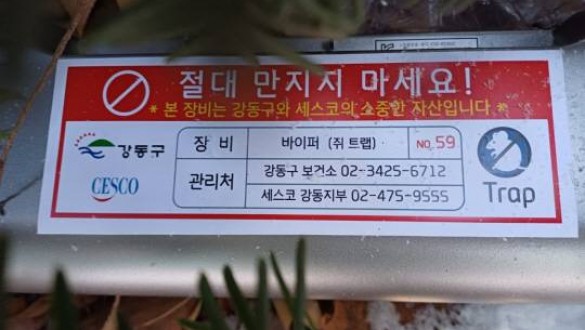 절대 만지지 마세요!
* 본 장비는 강동구와 세스코의 소중한 자산입니다 *
강동구
CESCO
장 비 바이퍼 (쥐 트랩) NO. 59
관리처 강동구 보건소 02-3425-6712
세스코 강동지부 02-475-9555
Trap